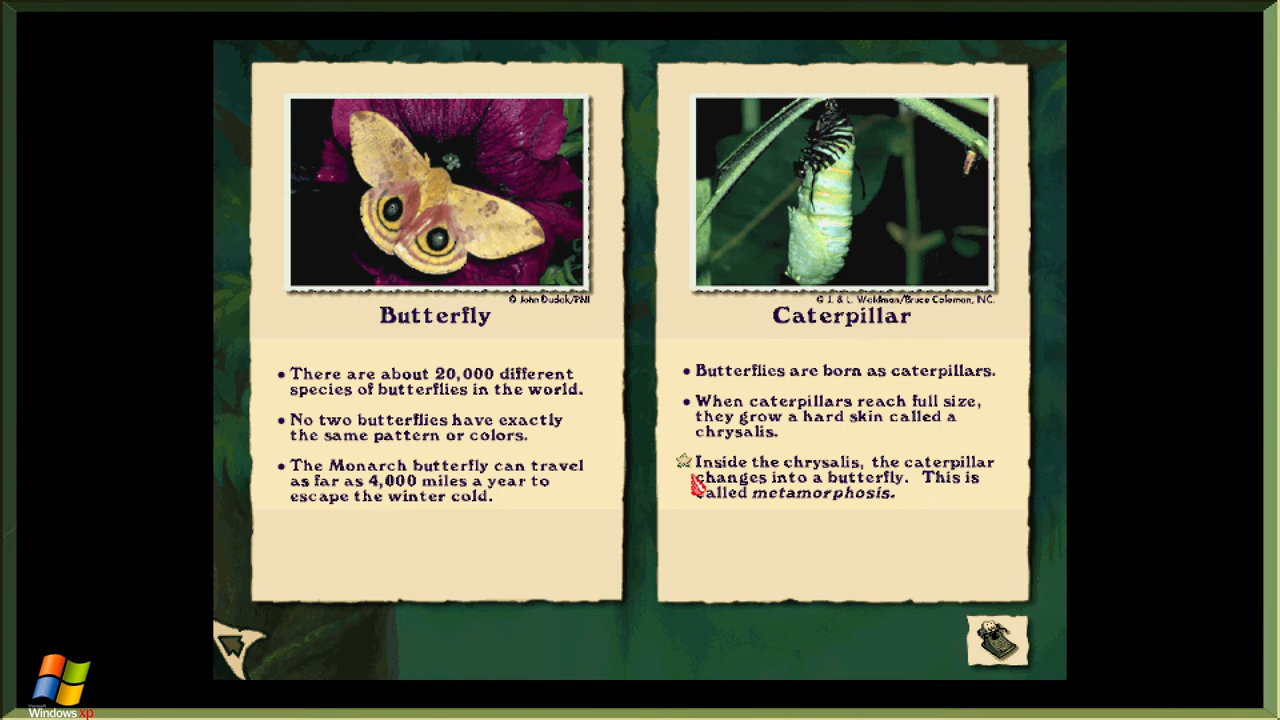 © John Dudak/PNI
Butterfly
• There are about 20,000 different
species of butterflies in the world.
• No two butterflies have exactly
the same pattern or colors.
• The Monarch butterfly can travel
as far as 4,000 miles a year to
escape the winter cold.
© J. & L. Waldman/Bruce Coleman, INC.
Caterpillar
• Butterflies are born as caterpillars.
• When caterpillars reach full size,
they grow a hard skin called a
chrysalis.
Inside the chrysalis, the caterpillar
changes into a butterfly. This is
called metamorphosis.
Microsoft
Windows xp